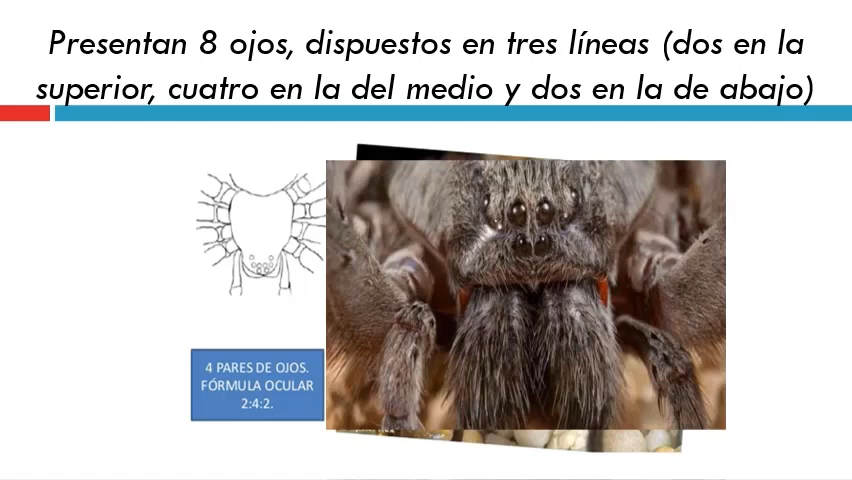 Presentan 8 ojos, dispuestos en tres líneas (dos en la
superior, cuatro en la del medio y dos en la de abajo)
4 PARES DE OJOS.
FÓRMULA OCULAR
2:4:2.